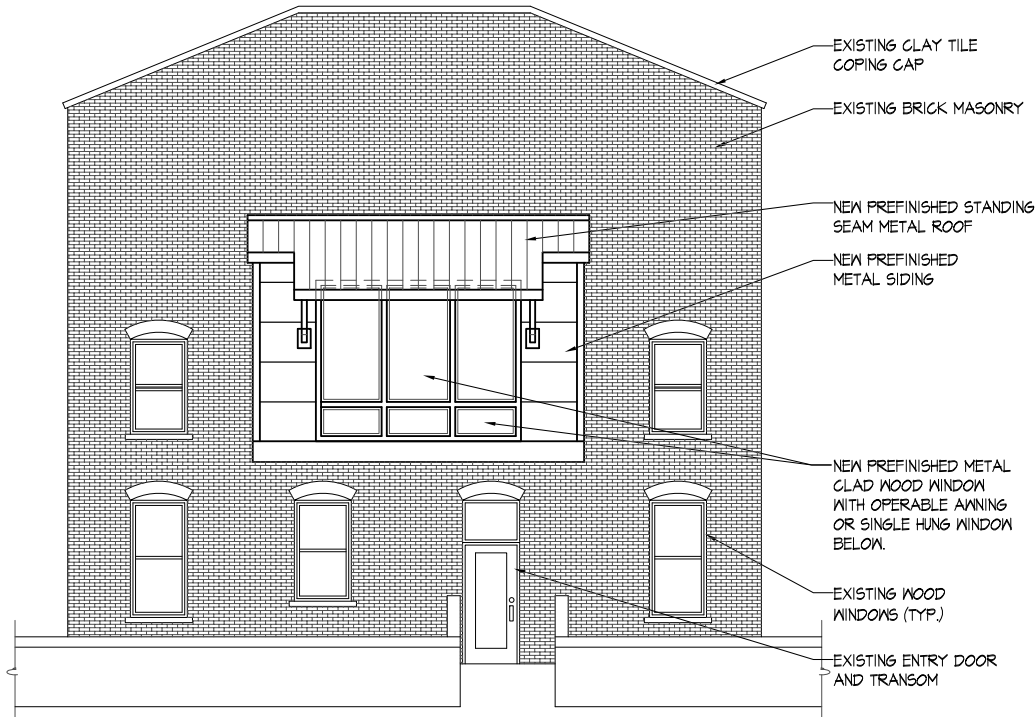 EXISTING CLAY TILE
COPING CAP
EXISTING BRICK MASONRY
NEW PREFINISHED STANDING
SEAM METAL ROOF
NEW PREFINISHED
METAL SIDING
NEW PREFINISHED METAL
CLAD WOOD WINDOW
WITH OPERABLE AWNING
OR SINGLE HUNG WINDOW
BELOW.
EXISTING WOOD
WINDOWS (TYP.)
EXISTING ENTRY DOOR
AND TRANSOM